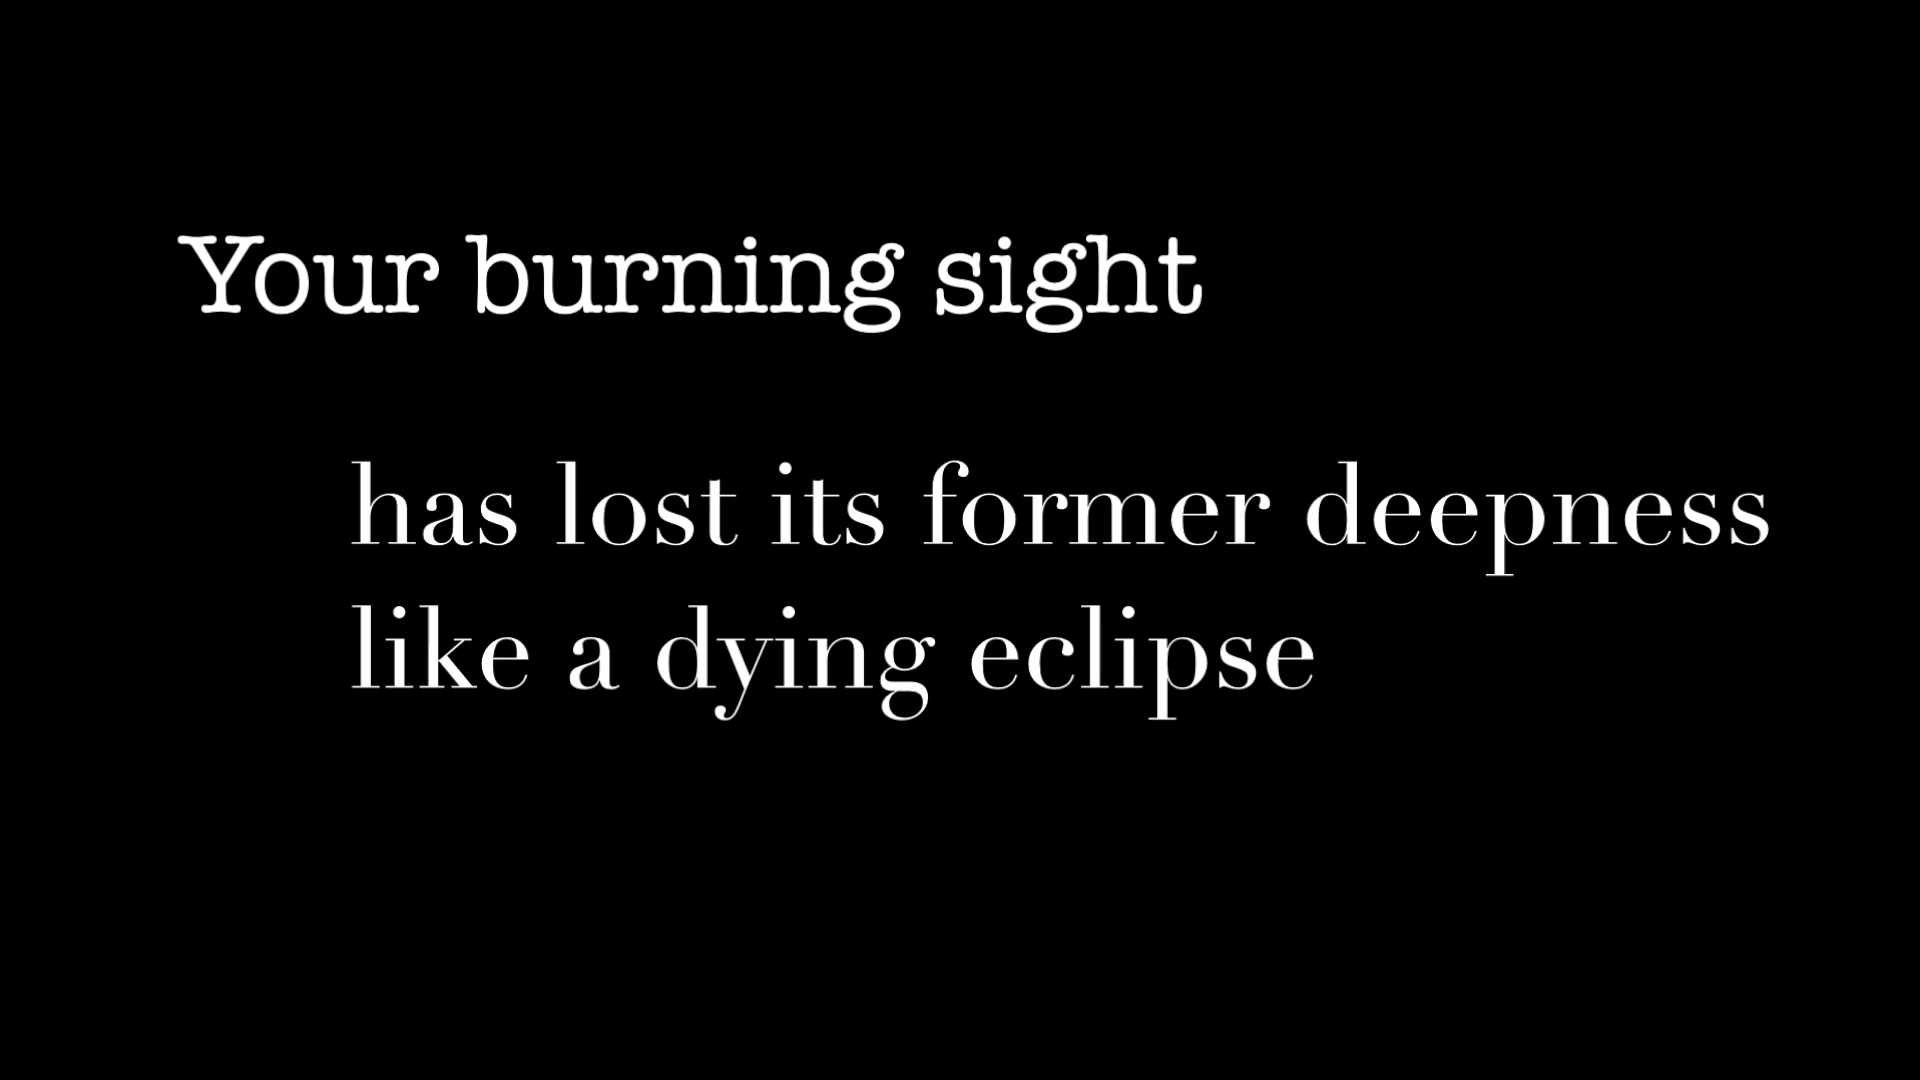 Your burning sight
has lost its former deepness
like a dying eclipse